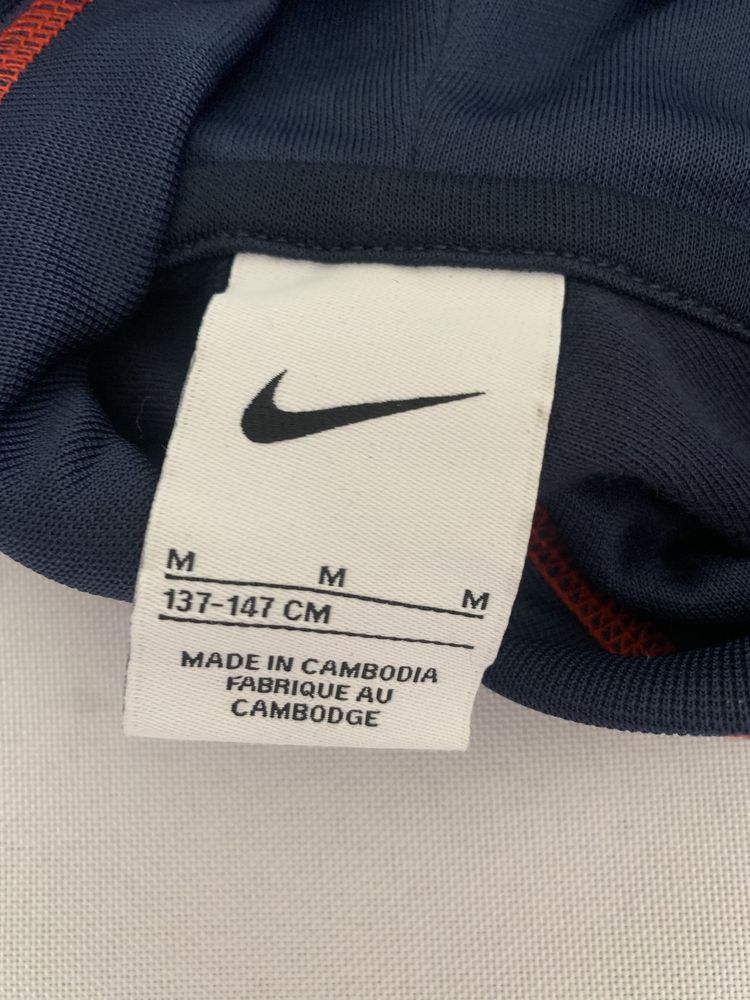 M M M
137-147 CM
MADE IN CAMBODIA
FABRIQUE AU
CAMBODGE